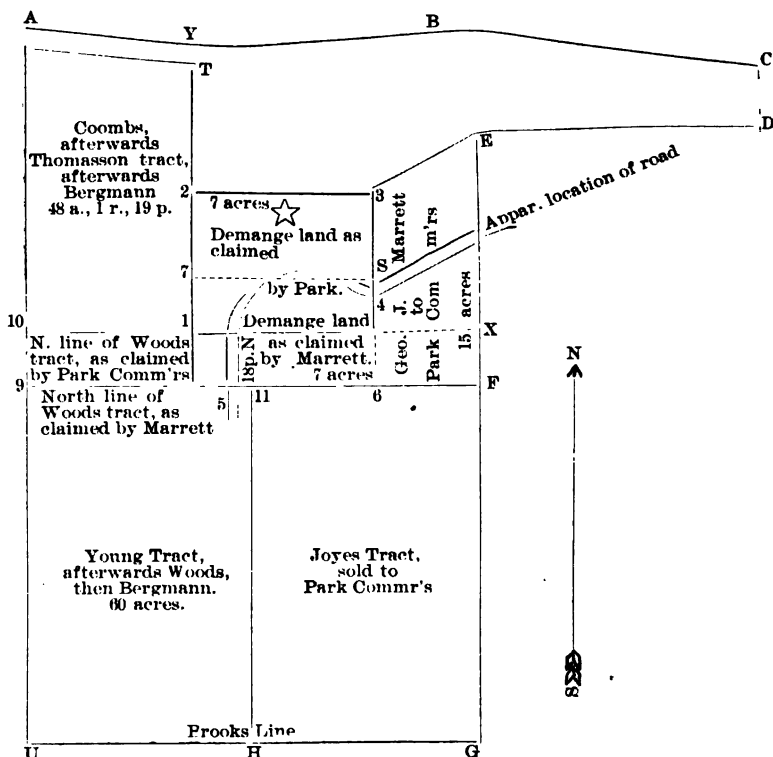 A
Y
B
C
T
D
E
Coombs,
afterwards
Thomasson tract,
afterwards
Bergmann
48 a., 1 r., 19 p.
2
3
7 acres
Demange land as
claimed
by Park.
Marrett
m'rs
Appar. location of road
7
S
4
Geo. J.
Park to Com
15 acres
10
1
X
Demange land
as claimed
by Marrett.
7 acres
18p.N
N. line of Woods
tract, as claimed
by Park Comm'rs
9
F
North line of
Woods tract, as
claimed by Marrett
5
11
6
N
Young Tract,
afterwards Woods,
then Bergmann.
60 acres.
Joyes Tract,
sold to
Park Commr's
S
Brooks Line
U
H
G